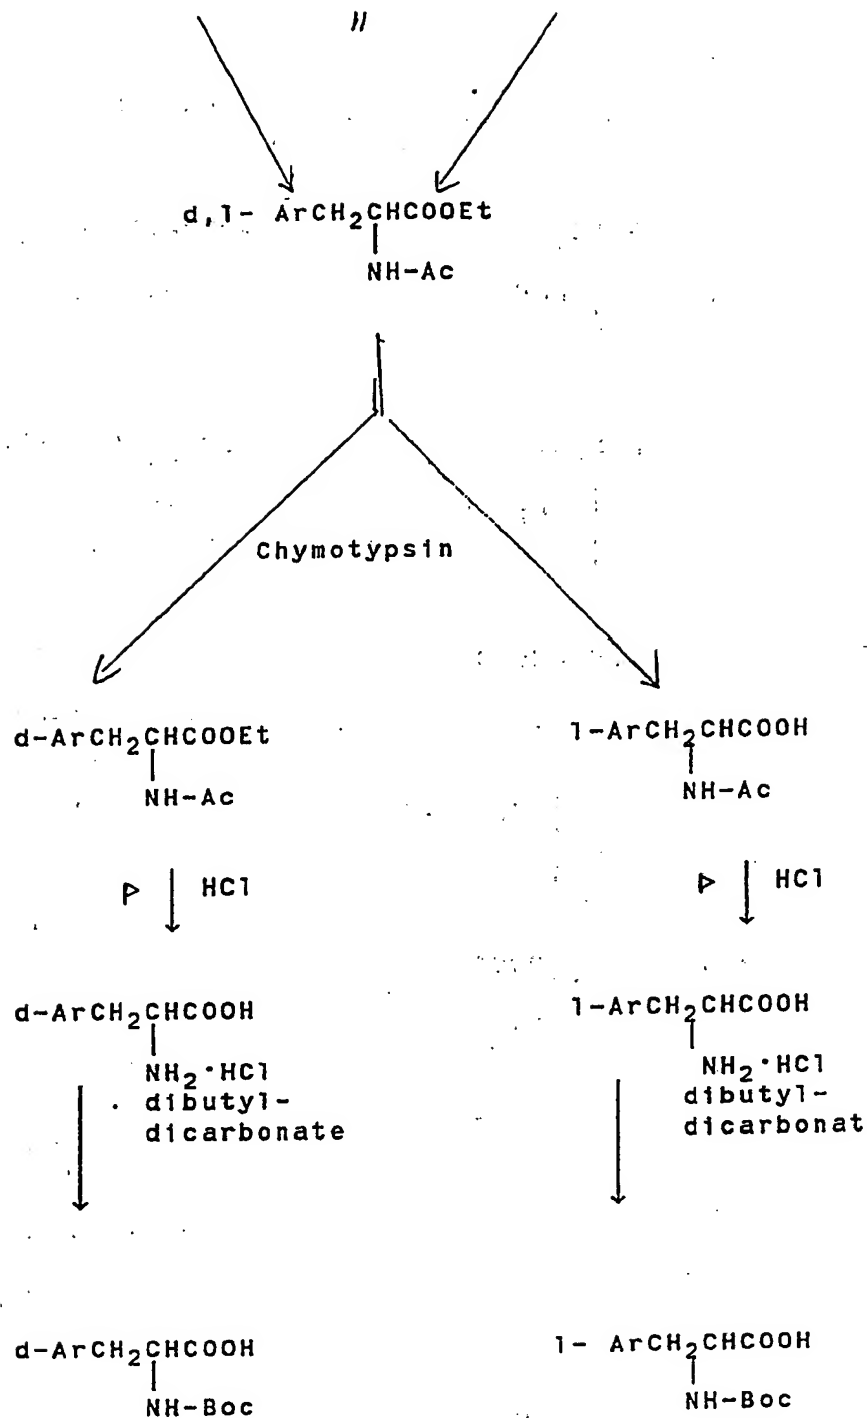 "
d,l- ArCH2CHCOOEt
NH-Ac
Chymotypsin
d-ArCH2CHCOOEt
l-ArCH2CHCOOH
NH-Ac
NH-Ac
HCl
HCl
d-ArCH2CHCOOH
l-ArCH2CHCOOH
NH2·HCl
NH2·HCl
dibutyl-
dibutyl-
dicarbonate
dicarbonat
d-ArCH2CHCOOH
l- ArCH2CHCOOH
NH-Boc
NH-Boc